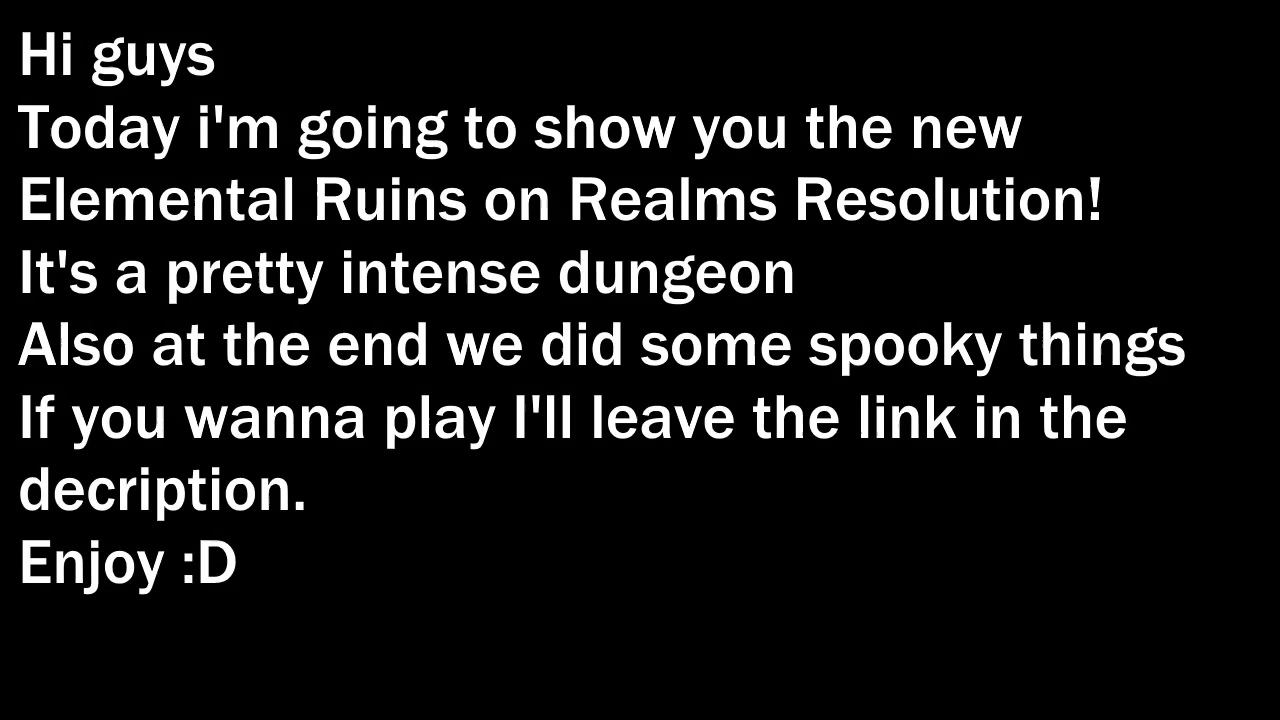 Hi guys
Today i'm going to show you the new
Elemental Ruins on Realms Resolution!
It's a pretty intense dungeon
Also at the end we did some spooky things
If you wanna play I'll leave the link in the
decription.
Enjoy :D